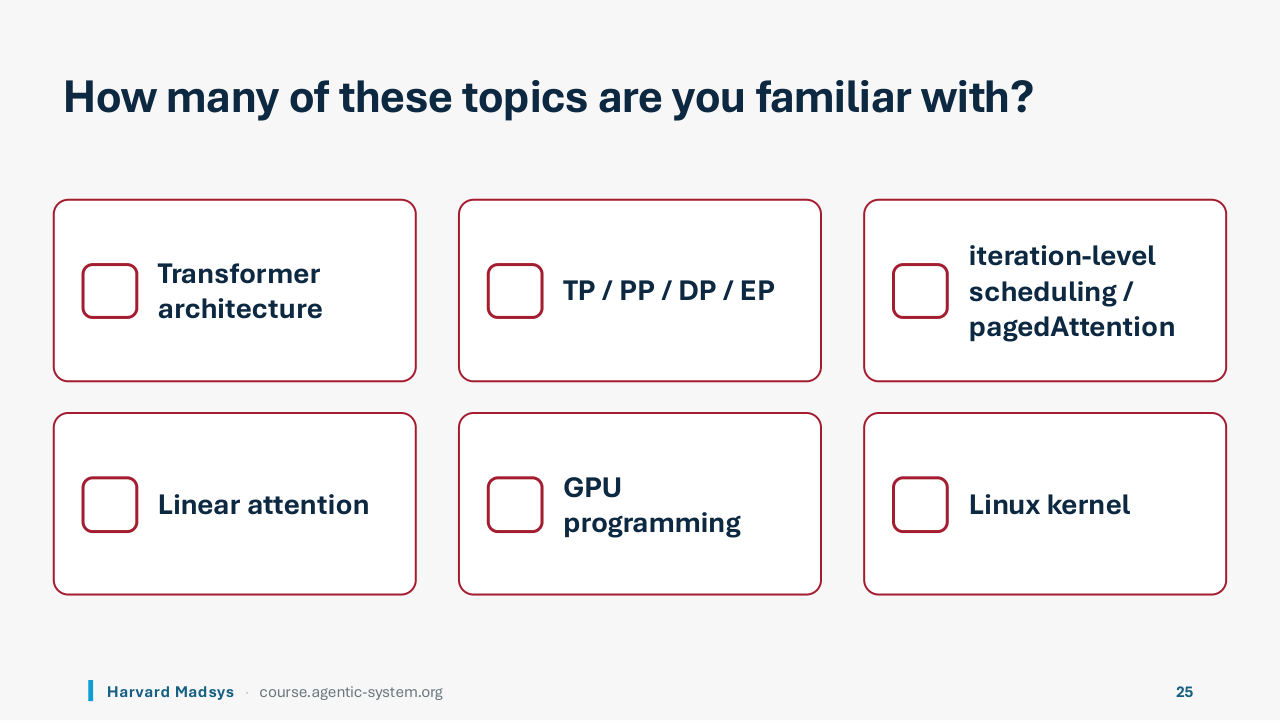 How many of these topics are you familiar with?
Transformer
architecture
TP / PP / DP / EP
iteration-level
scheduling /
pagedAttention
Linear attention
GPU
programming
Linux kernel
Harvard Madsys · course.agentic-system.org
25